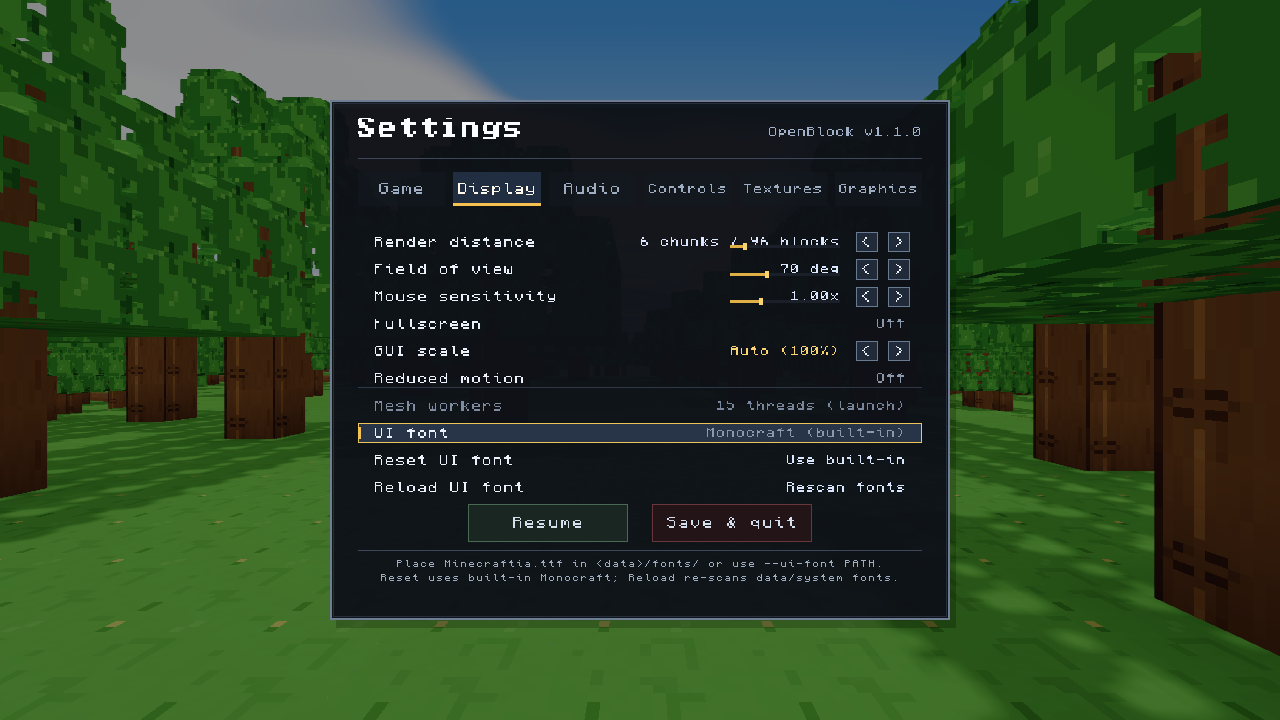 Settings
OpenBlock v1.1.0
Game Display Audio Controls Textures Graphics
Render distance 6 chunks / 96 blocks < >
Field of view 70 deg < >
Mouse sensitivity 1.00x < >
Fullscreen Off
GUI scale Auto (100%) < >
Reduced motion Off
Mesh workers 15 threads (launch)
UI font Monocraft (built-in)
Reset UI font Use built-in
Reload UI font Rescan fonts
Resume Save & quit
Place Minecraftia.ttf in <data>/fonts/ or use --ui-font PATH.
Reset uses built-in Monocraft; Reload re-scans data/system fonts.